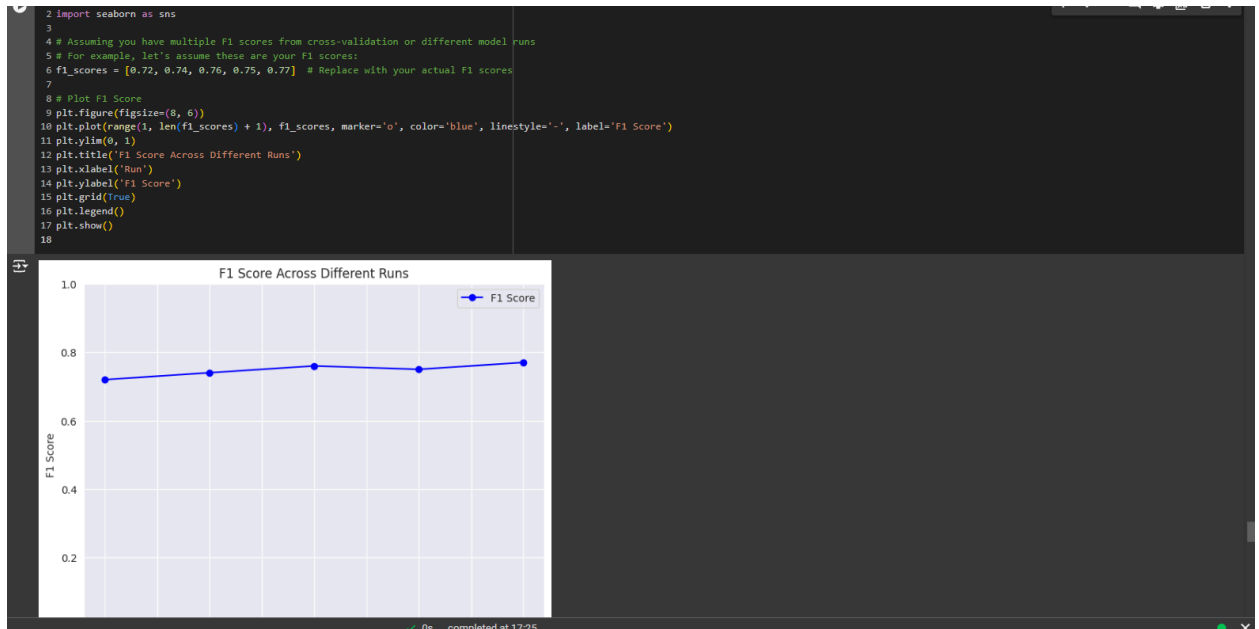 2 import seaborn as sns
3
4 # Assuming you have multiple F1 scores from cross-validation or different model runs
5 # For example, let's assume these are your F1 scores:
6 f1_scores = [0.72, 0.74, 0.76, 0.75, 0.77]  # Replace with your actual F1 scores
7
8 # Plot F1 Score
9 plt.figure(figsize=(8, 6))
10 plt.plot(range(1, len(f1_scores) + 1), f1_scores, marker='o', color='blue', linestyle='-', label='F1 Score')
11 plt.ylim(0, 1)
12 plt.title('F1 Score Across Different Runs')
13 plt.xlabel('Run')
14 plt.ylabel('F1 Score')
15 plt.grid(True)
16 plt.legend()
17 plt.show()
18
F1 Score Across Different Runs
1.0
F1 Score
0.8
0.6
F1 Score
0.4
0.2
0s completed at 17:25